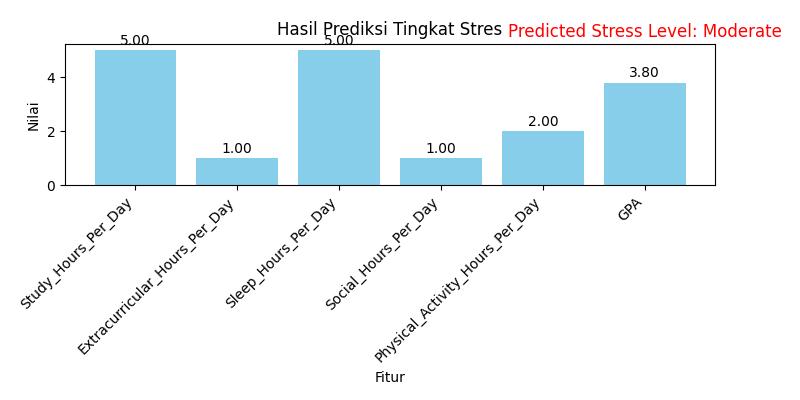 Hasil Prediksi Tingkat Stres
Predicted Stress Level: Moderate
5.00
1.00
5.00
1.00
2.00
3.80
4
2
0
Nilai
Study_Hours_Per_Day
Extracurricular_Hours_Per_Day
Sleep_Hours_Per_Day
Social_Hours_Per_Day
Physical_Activity_Hours_Per_Day
GPA
Fitur